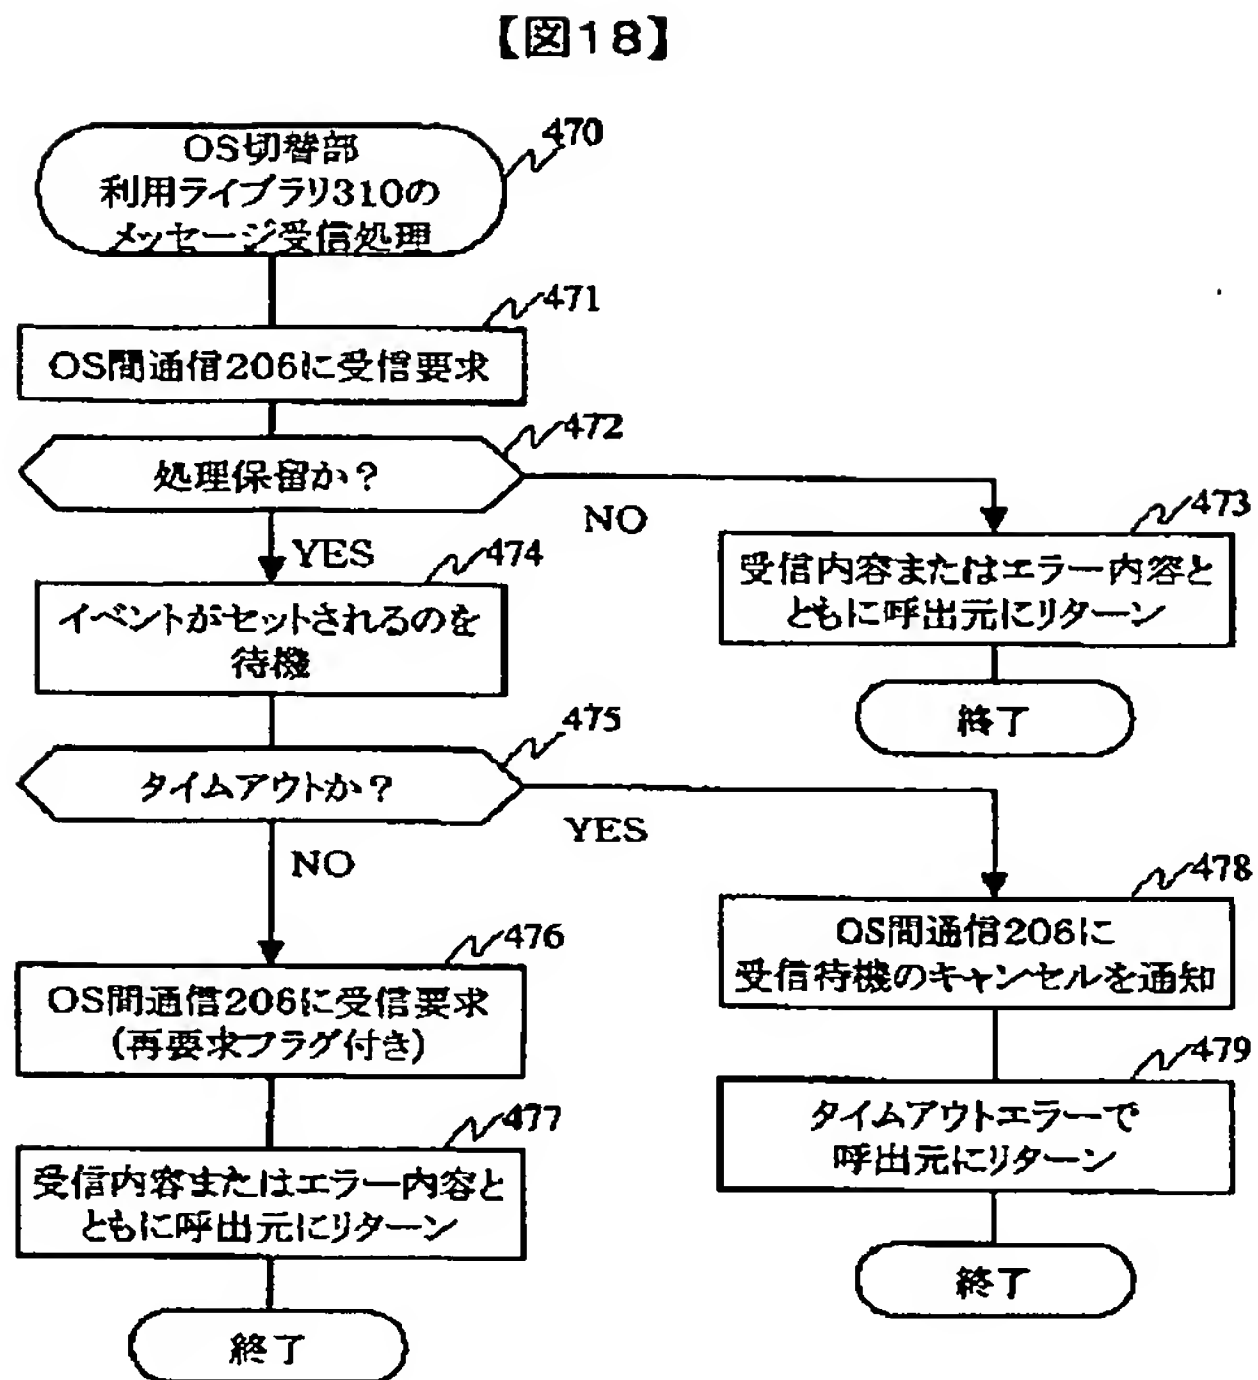 【図18】
470
OS切替部
利用ライブラリ310の
メッセージ受信処理
471
OS間通信206に受信要求
472
処理保留か？
NO
YES
473
受信内容またはエラー内容と
ともに呼出元にリターン
終了
474
イベントがセットされるのを
待機
475
タイムアウトか？
YES
NO
478
OS間通信206に
受信待機のキャンセルを通知
479
タイムアウトエラーで
呼出元にリターン
終了
476
OS間通信206に受信要求
(再要求フラグ付き)
477
受信内容またはエラー内容と
ともに呼出元にリターン
終了